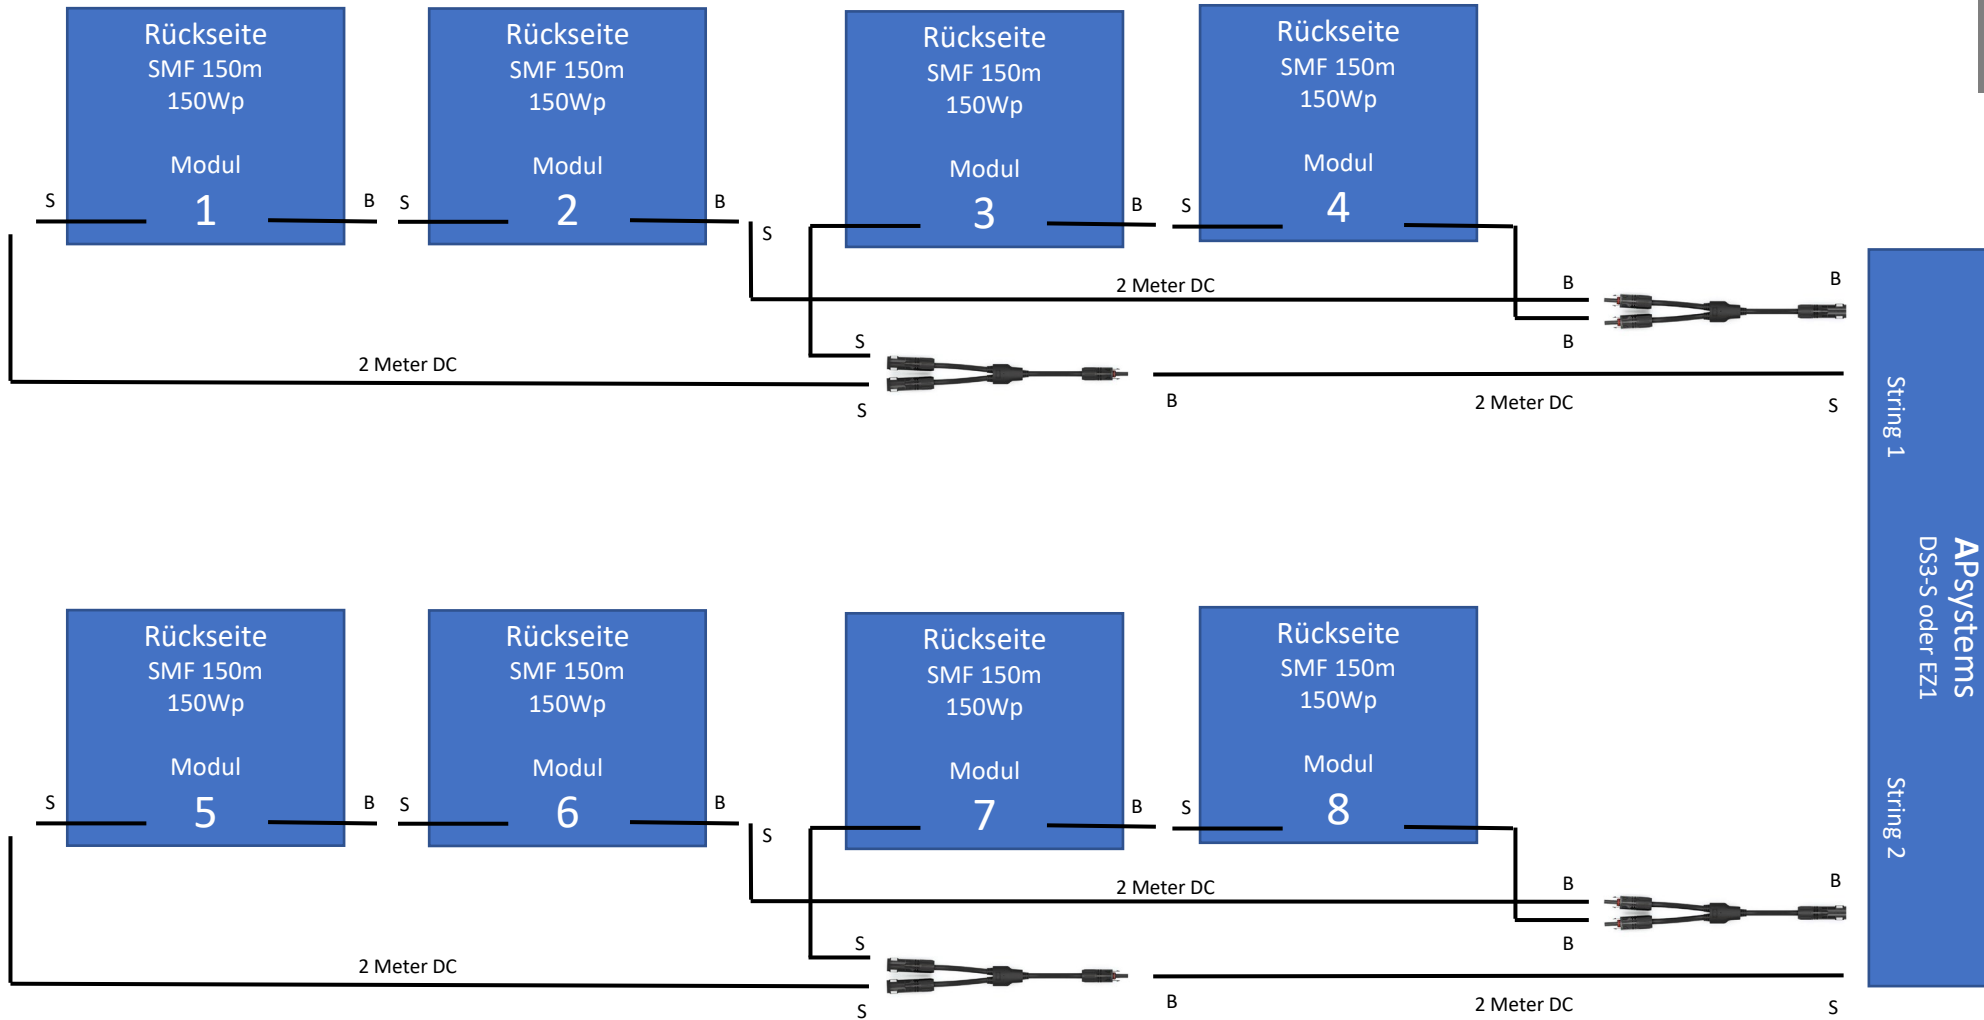 Rückseite
SMF 150m
150Wp
Modul
1
S
B
Rückseite
SMF 150m
150Wp
Modul
2
S
B
S
Rückseite
SMF 150m
150Wp
Modul
3
B
Rückseite
SMF 150m
150Wp
Modul
4
S
2 Meter DC
B
B
B
2 Meter DC
S
S
B
2 Meter DC
S
String 1
APsystems
DS3-S oder EZ1
String 2
Rückseite
SMF 150m
150Wp
Modul
5
S
B
Rückseite
SMF 150m
150Wp
Modul
6
S
B
S
Rückseite
SMF 150m
150Wp
Modul
7
B
Rückseite
SMF 150m
150Wp
Modul
8
S
2 Meter DC
B
B
B
2 Meter DC
S
S
B
2 Meter DC
S